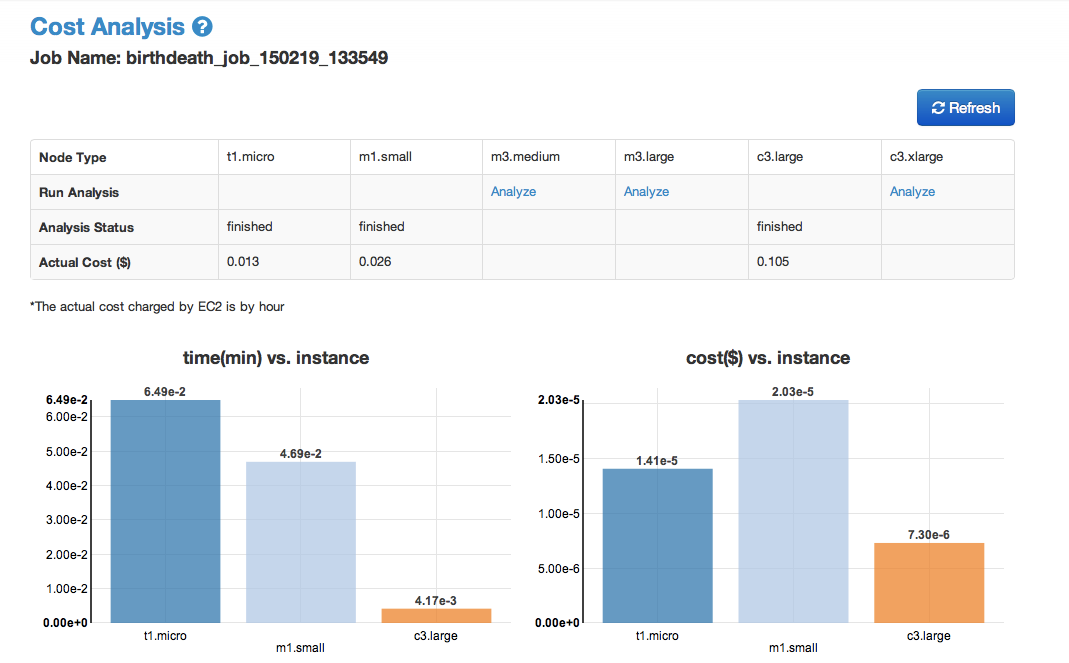 Cost Analysis ?
Job Name: birthdeath_job_150219_133549
Refresh
Node Type t1.micro m1.small m3.medium m3.large c3.large c3.xlarge
Run Analysis Analyze Analyze Analyze
Analysis Status finished finished finished
Actual Cost ($) 0.013 0.026 0.105
*The actual cost charged by EC2 is by hour
time(min) vs. instance
6.49e-2
6.49e-2
6.00e-2
5.00e-2
4.69e-2
4.00e-2
3.00e-2
2.00e-2
1.00e-2
4.17e-3
0.00e+0
t1.micro
m1.small
c3.large
cost($) vs. instance
2.03e-5
2.03e-5
1.50e-5
1.41e-5
1.00e-5
7.30e-6
5.00e-6
0.00e+0
t1.micro
m1.small
c3.large